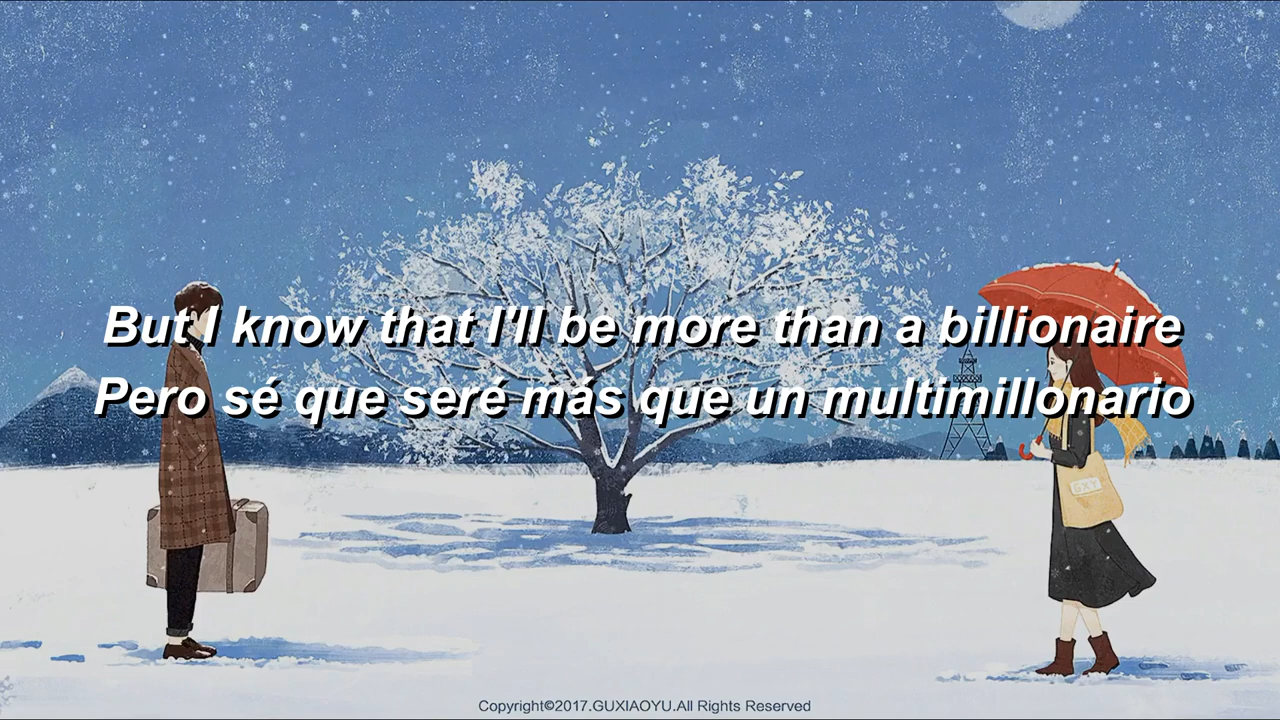 But I know that I'll be more than a billionaire
Pero sé que seré más que un multimillonario
GXY
Copyright©2017.GUXIAOYU.All Rights Reserved